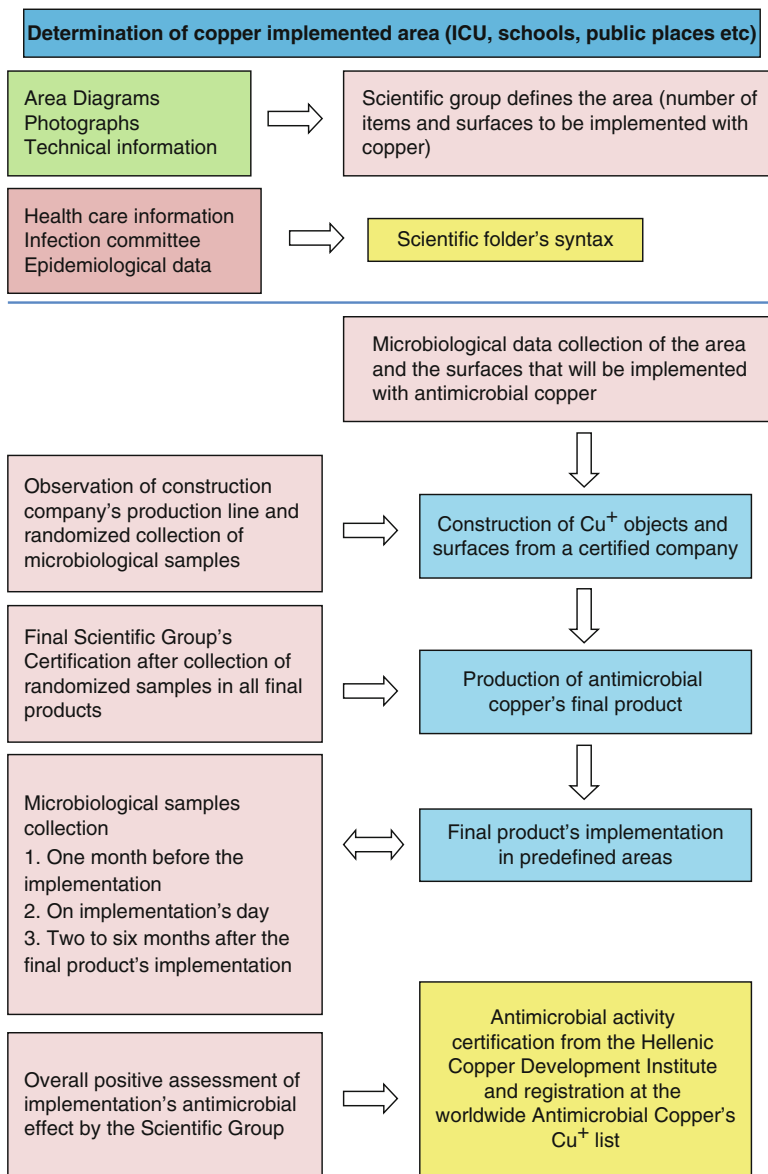 Determination of copper implemented area (ICU, schools, public places etc)
Area Diagrams
Photographs
Technical information
Scientific group defines the area (number of
items and surfaces to be implemented with
copper)
Health care information
Infection committee
Epidemiological data
Scientific folder's syntax
Microbiological data collection of the area
and the surfaces that will be implemented
with antimicrobial copper
Observation of construction
company's production line and
randomized collection of
microbiological samples
Construction of Cu⁺ objects and
surfaces from a certified company
Final Scientific Group's
Certification after collection of
randomized samples in all final
products
Production of antimicrobial
copper's final product
Microbiological samples
collection
1. One month before the
implementation
2. On implementation's day
3. Two to six months after the
final product's implementation
Final product's implementation
in predefined areas
Overall positive assessment of
implementation's antimicrobial
effect by the Scientific Group
Antimicrobial activity
certification from the Hellenic
Copper Development Institute
and registration at the
worldwide Antimicrobial Copper's
Cu⁺ list